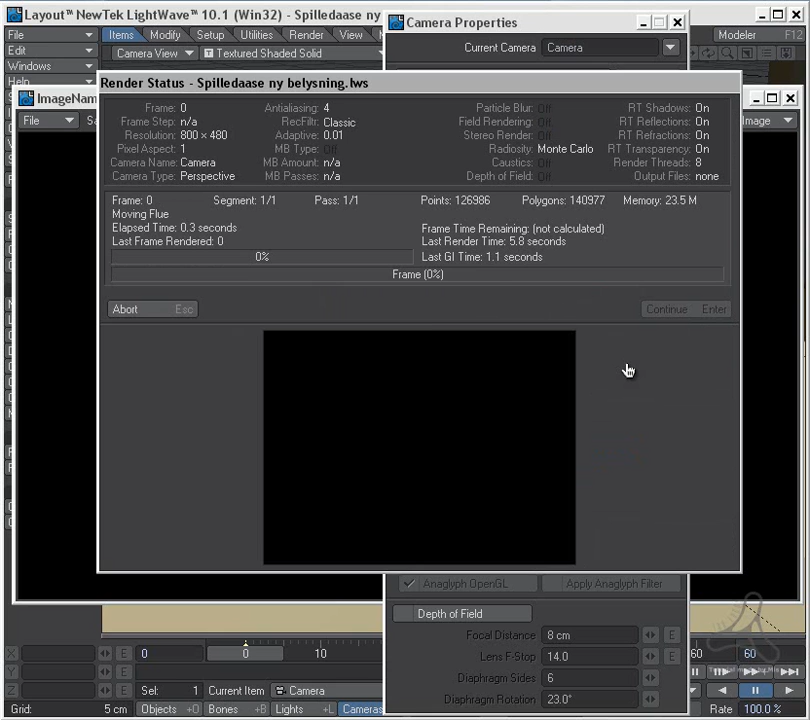 Layout™ NewTek LightWave® 10.1 (Win32) - Spilledaase ny
Camera Properties
File
Items
Modify
Setup
Utilities
Render
View
Modeler
F12
Edit
Camera View
T Textured Shaded Solid
Current Camera
Camera
Windows
Help
Render Status - Spilledaase ny belysning.lws
ImageNam
File
Sa
Image
Frame: 0
Antialiasing: 4
Particle Blur: Off
RT Shadows: On
Frame Step: n/a
RecFiltr: Classic
Field Rendering: Off
RT Reflections: On
Resolution: 800 × 480
Adaptive: 0.01
Stereo Render: Off
RT Refractions: On
Pixel Aspect: 1
MB Type: Off
Radiosity: Monte Carlo
RT Transparency: On
Camera Name: Camera
MB Amount: n/a
Caustics: Off
Render Threads: 8
Camera Type: Perspective
MB Passes: n/a
Depth of Field: Off
Output Files: none
Frame: 0
Segment: 1/1
Pass: 1/1
Points: 126986
Polygons: 140977
Memory: 23.5 M
Moving Flue
Elapsed Time: 0.3 seconds
Frame Time Remaining: (not calculated)
Last Frame Rendered: 0
Last Render Time: 5.8 seconds
0%
Last GI Time: 1.1 seconds
Frame (0%)
Abort
Esc
Continue
Enter
Anaglyph OpenGL
Apply Anaglyph Filter
Depth of Field
Focal Distance
8 cm
E
Lens F-Stop
14.0
E
Diaphragm Sides
6
Diaphragm Rotation
23.0°
X
E
0
0
10
60
60
Y
E
Z
E
Sel:
1
Current Item
Camera
Grid:
5 cm
Objects
+O
Bones
+B
Lights
+L
Cameras
Rate
100.0 %